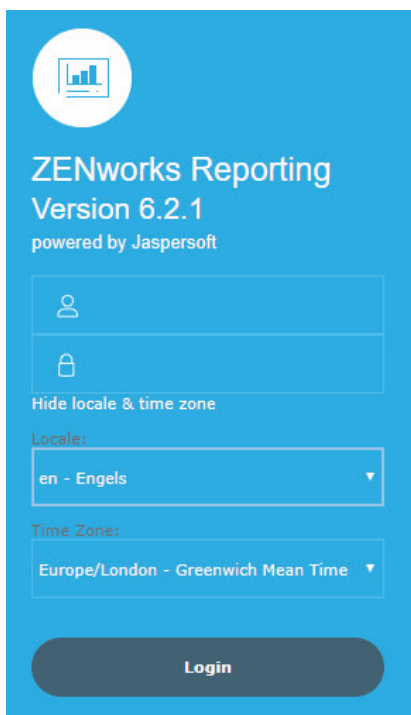 ZENworks Reporting
Version 6.2.1
powered by Jaspersoft
Hide locale & time zone
Locale:
en - Engels
Time Zone:
Europe/London - Greenwich Mean Time
Login